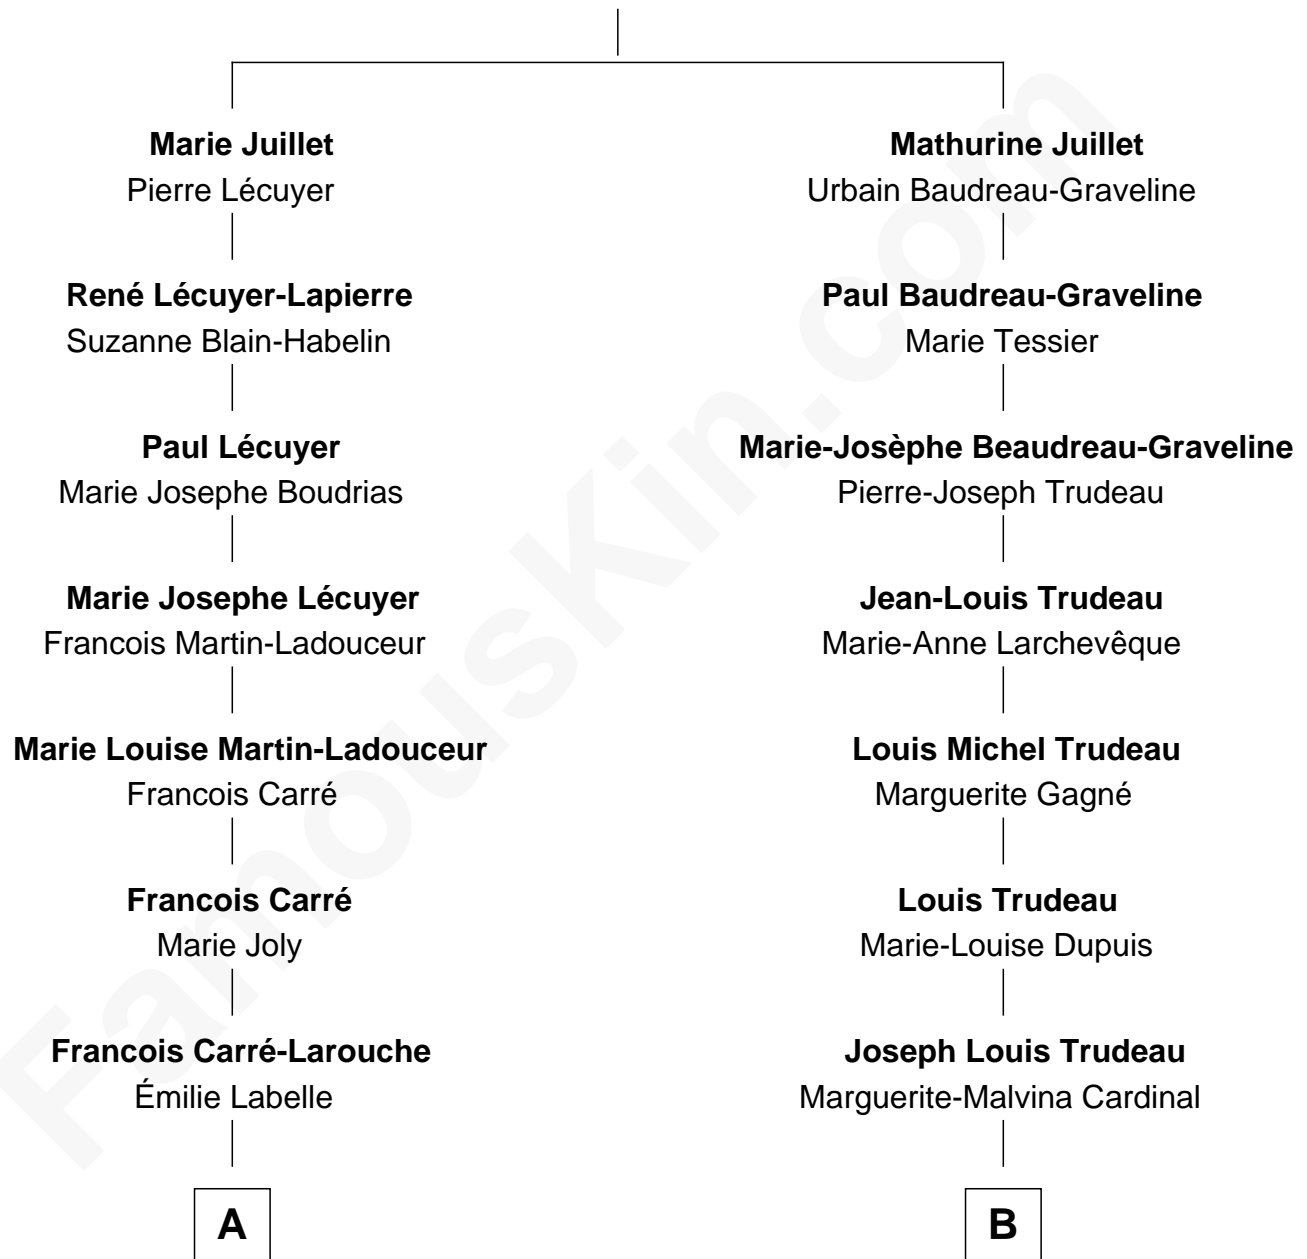 Marie Juillet
Pierre Lécuyer
René Lécuyer-Lapierre
Suzanne Blain-Habelin
Paul Lécuyer
Marie Josephe Boudrias
Marie Josephe Lécuyer
Francois Martin-Ladouceur
Marie Louise Martin-Ladouceur
Francois Carré
Francois Carré
Marie Joly
Francois Carré-Larouche
Émilie Labelle
A
Mathurine Juillet
Urbain Baudreau-Graveline
Paul Baudreau-Graveline
Marie Tessier
Marie-Josèphe Beaudreau-Graveline
Pierre-Joseph Trudeau
Jean-Louis Trudeau
Marie-Anne Larchevêque
Louis Michel Trudeau
Marguerite Gagné
Louis Trudeau
Marie-Louise Dupuis
Joseph Louis Trudeau
Marguerite-Malvina Cardinal
B
FamousKin.com